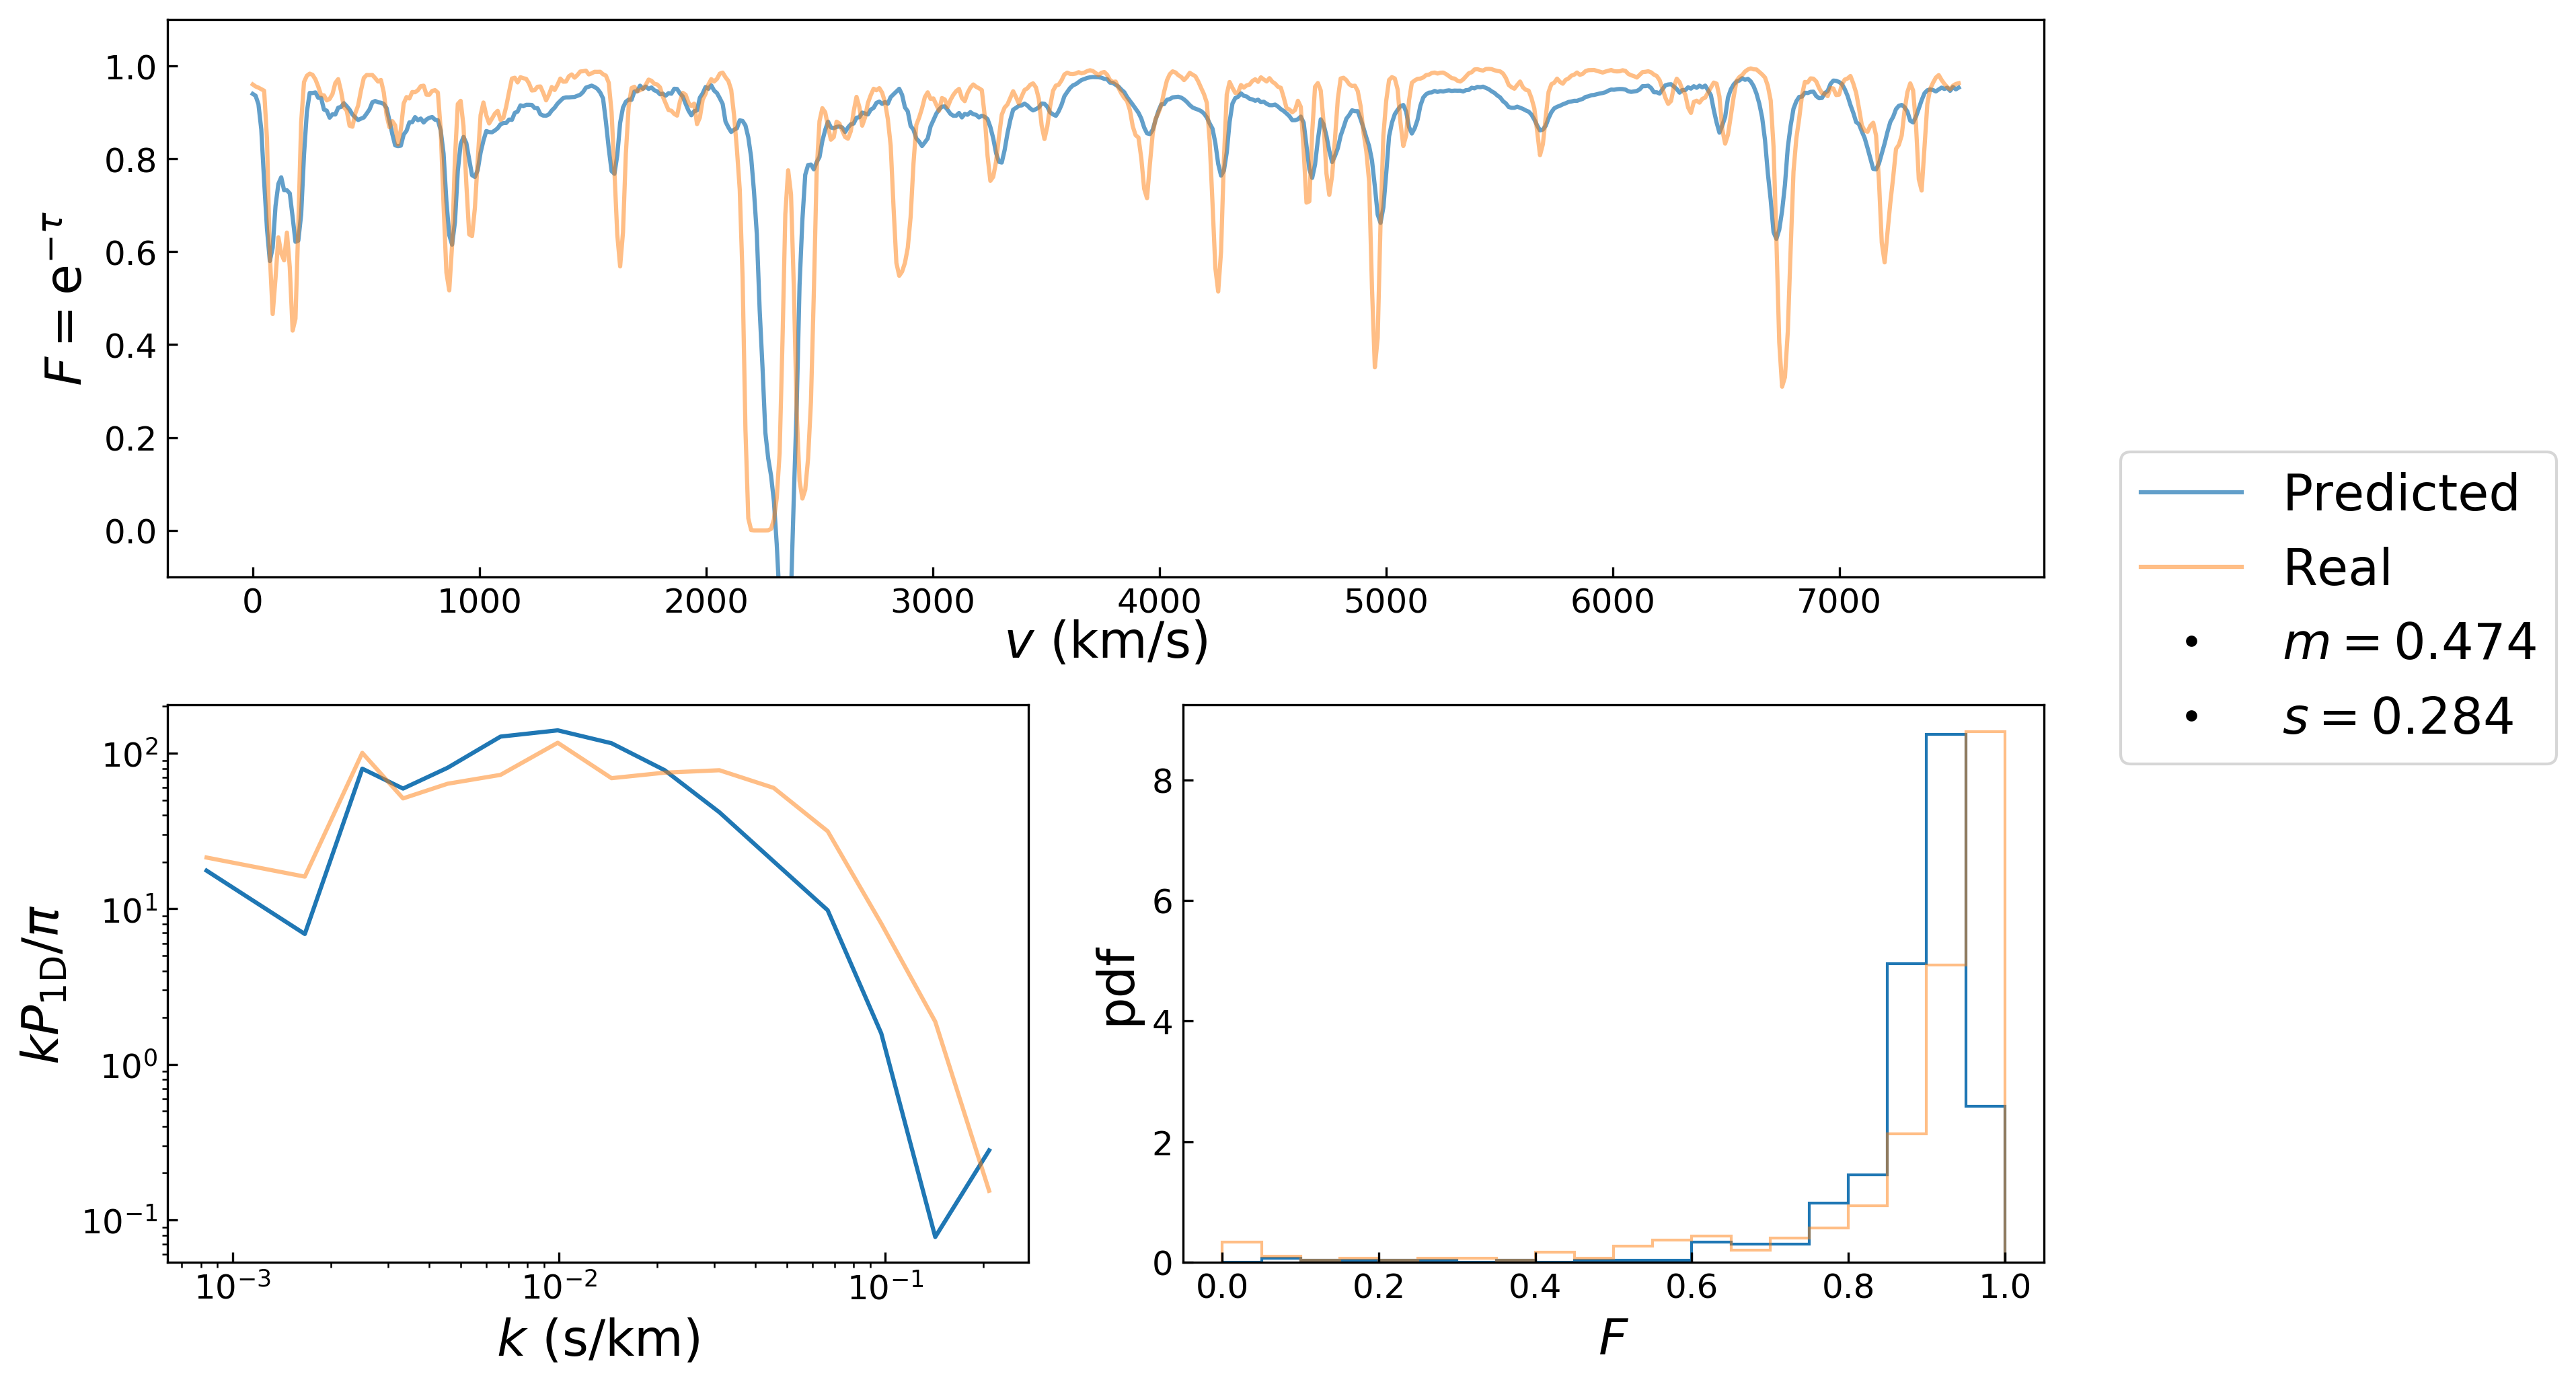 1.0
0.8
0.6
0.4
0.2
0.0
F = e^{-τ}
0 1000 2000 3000 4000 5000 6000 7000
v (km/s)
Predicted
Real
m = 0.474
s = 0.284
10^2
10^1
10^0
10^{-1}
kP_{1D}/π
10^{-3} 10^{-2} 10^{-1}
k (s/km)
8
6
4
2
0
pdf
0.0 0.2 0.4 0.6 0.8 1.0
F